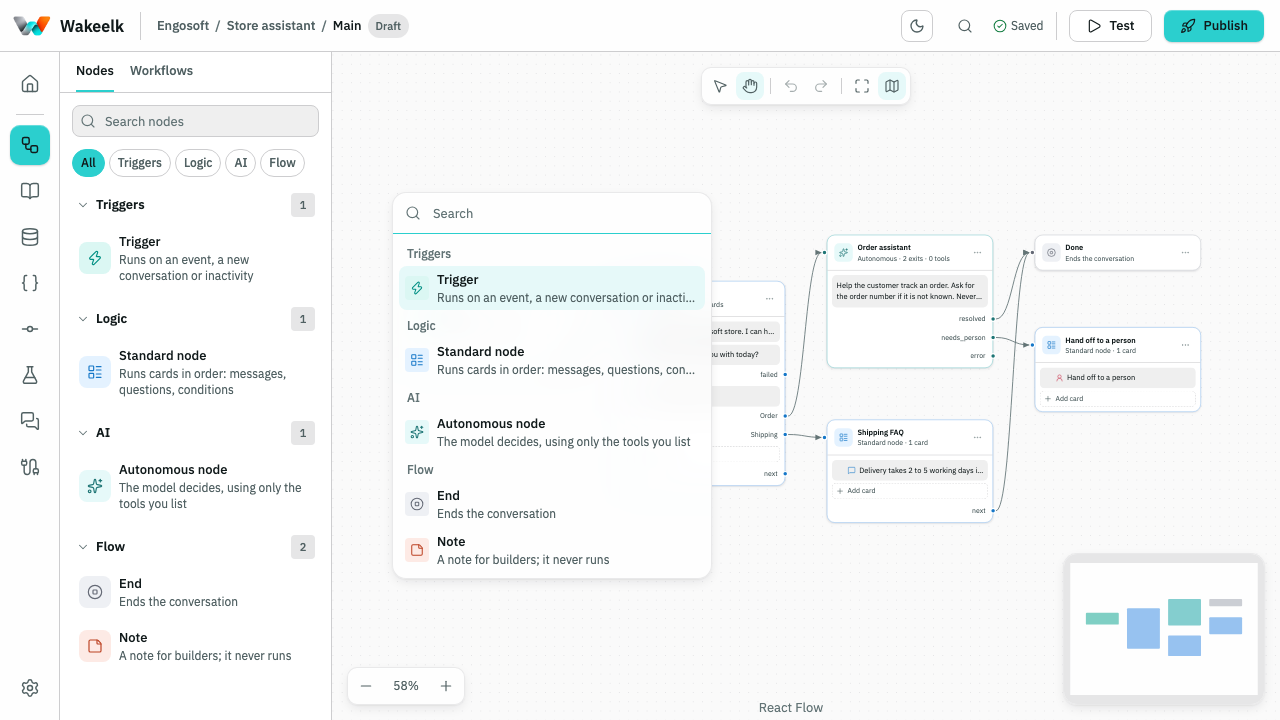 Wakeelk
Engosoft / Store assistant / Main Draft
Saved
Test
Publish
Nodes Workflows
Search nodes
All Triggers Logic AI Flow
Triggers 1
Trigger
Runs on an event, a new
conversation or inactivity
Logic 1
Standard node
Runs cards in order: messages,
questions, conditions
AI 1
Autonomous node
The model decides, using only the
tools you list
Flow 2
End
Ends the conversation
Note
A note for builders; it never runs
Search
Triggers
Trigger
Runs on an event, a new conversation or inacti...
Logic
Standard node
Runs cards in order: messages, questions, con...
AI
Autonomous node
The model decides, using only the tools you list
Flow
End
Ends the conversation
Note
A note for builders; it never runs
ards
soft store. I can h...
ou with today?
failed
Order
Shipping
next
Order assistant
Autonomous · 2 exits · 0 tools
Help the customer track an order. Ask for
the order number if it is not known. Never...
resolved
needs_person
error
Shipping FAQ
Standard node · 1 card
Delivery takes 2 to 5 working days i...
+ Add card
next
Done
Ends the conversation
Hand off to a person
Standard node · 1 card
Hand off to a person
+ Add card
58%
React Flow